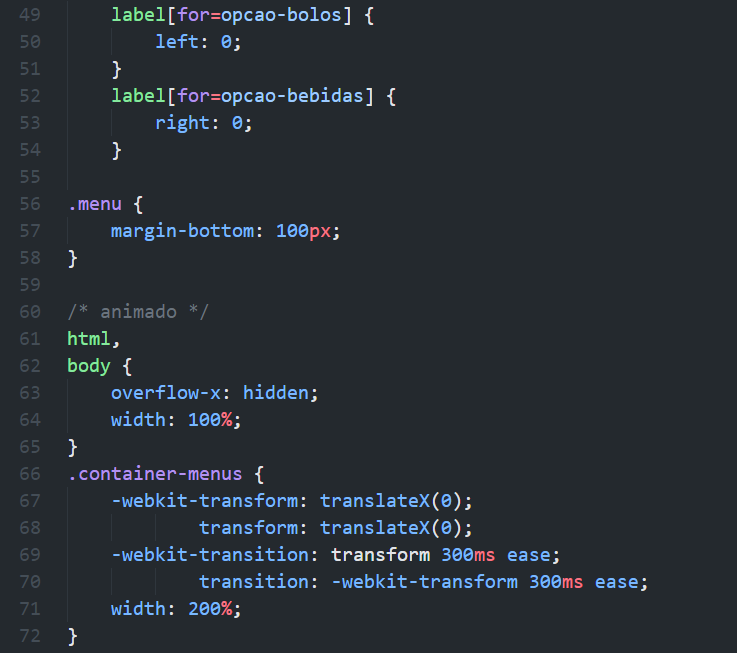 49 label[for=opcao-bolos] {
50 left: 0;
51 }
52 label[for=opcao-bebidas] {
53 right: 0;
54 }
55
56 .menu {
57 margin-bottom: 100px;
58 }
59
60 /* animado */
61 html,
62 body {
63 overflow-x: hidden;
64 width: 100%;
65 }
66 .container-menus {
67 -webkit-transform: translateX(0);
68 transform: translateX(0);
69 -webkit-transition: transform 300ms ease;
70 transition: -webkit-transform 300ms ease;
71 width: 200%;
72 }